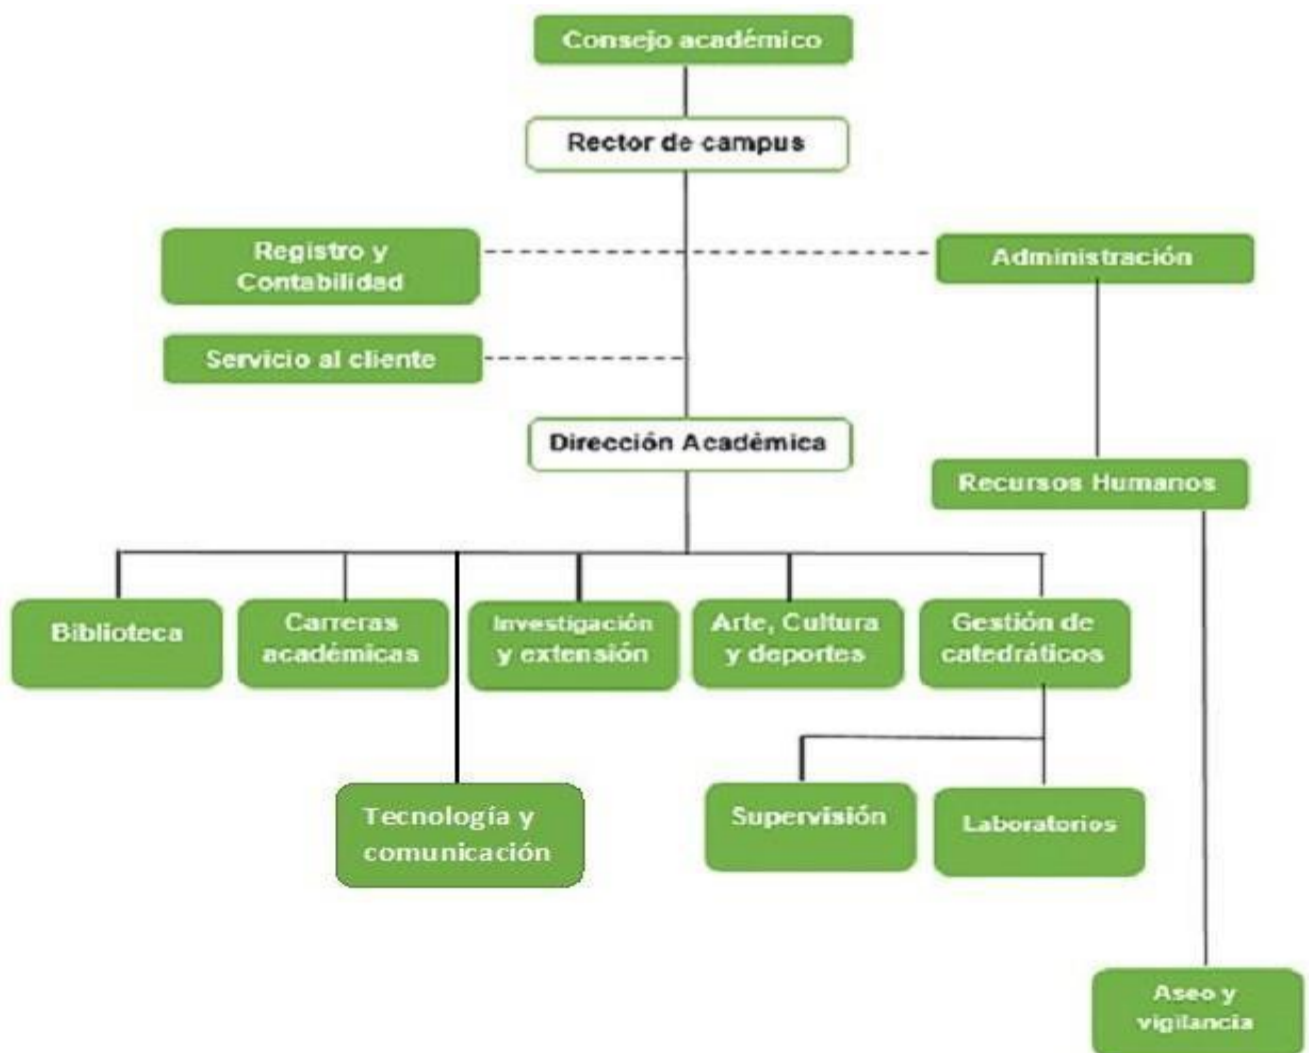 Consejo académico
Rector de campus
Registro y
Contabilidad
Administración
Servicio al cliente
Dirección Académica
Recursos Humanos
Biblioteca
Carreras
académicas
Investigación
y extensión
Arte, Cultura
y deportes
Gestión de
catedráticos
Tecnología y
comunicación
Supervisión
Laboratorios
Aseo y
vigilancia